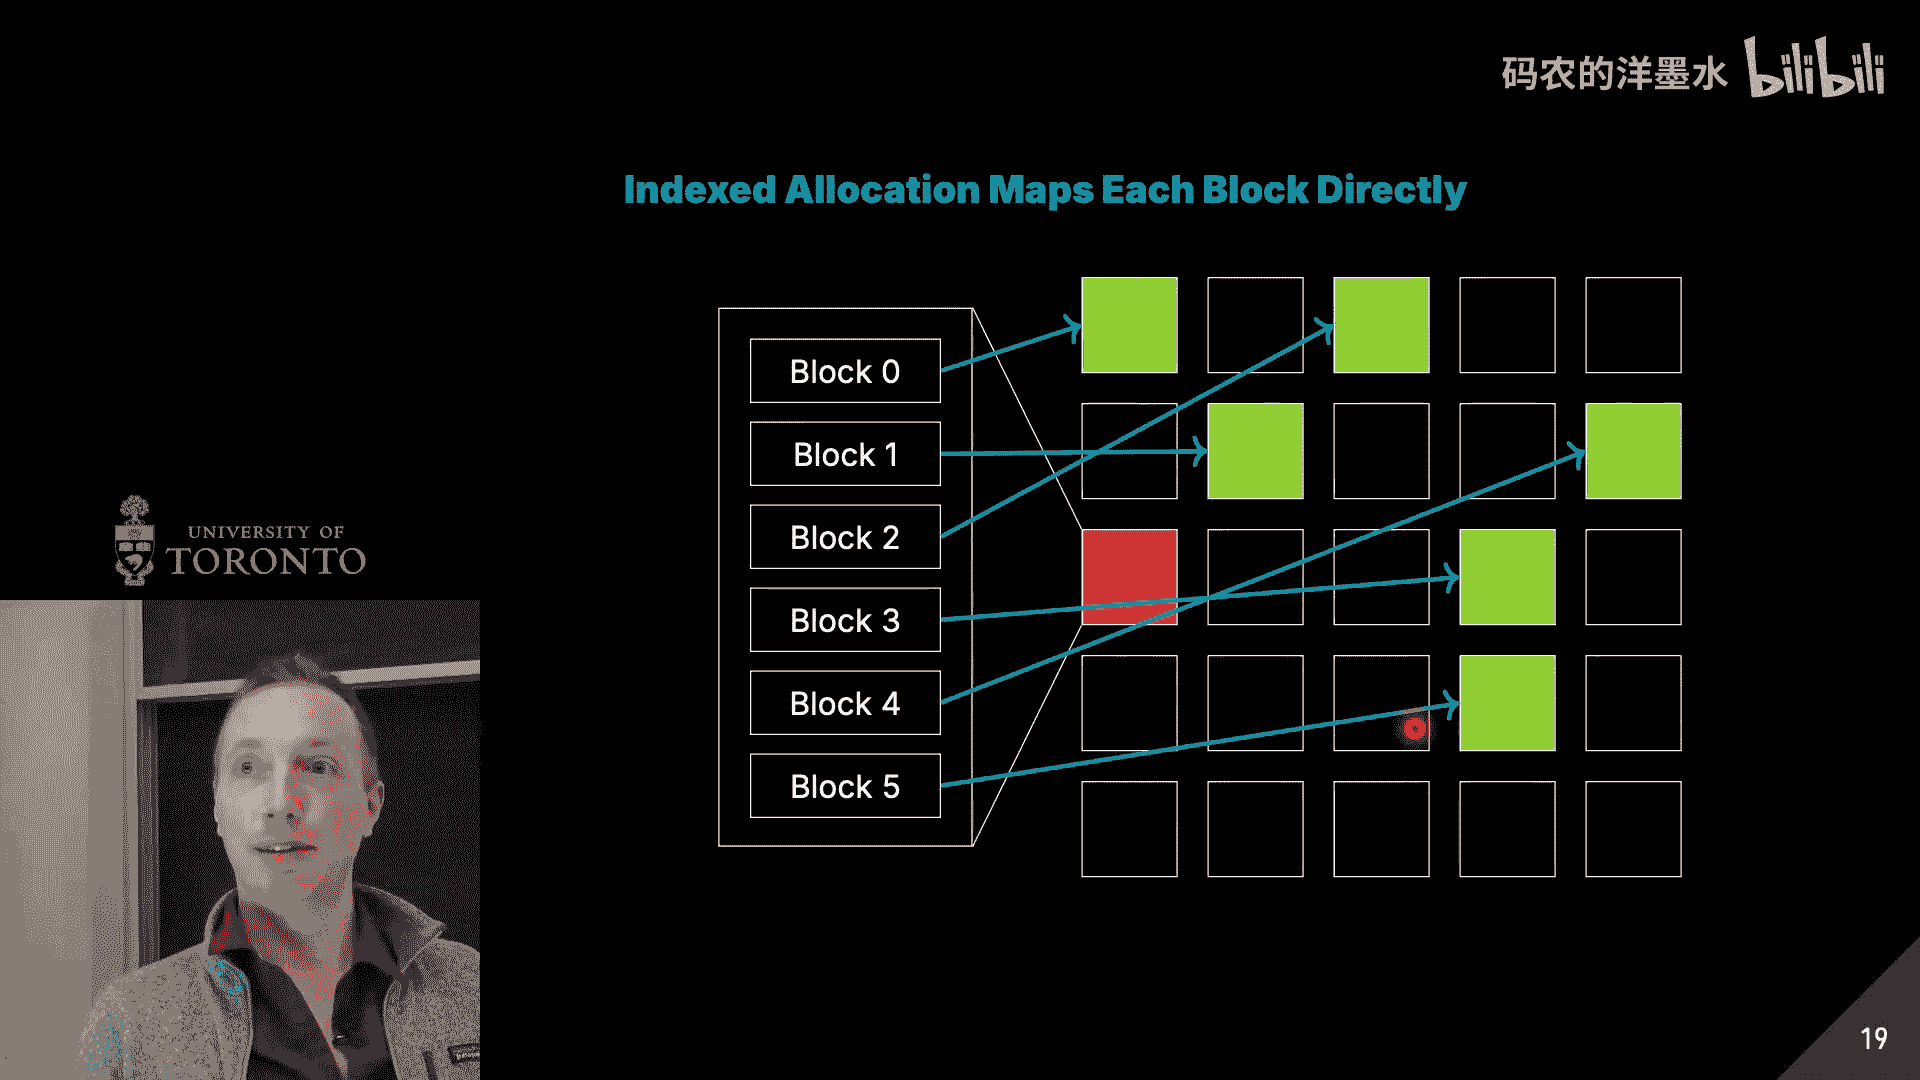 码农的洋墨水 bilibili
Indexed Allocation Maps Each Block Directly
Block 0
Block 1
Block 2
Block 3
Block 4
Block 5
UNIVERSITY OF
TORONTO
19